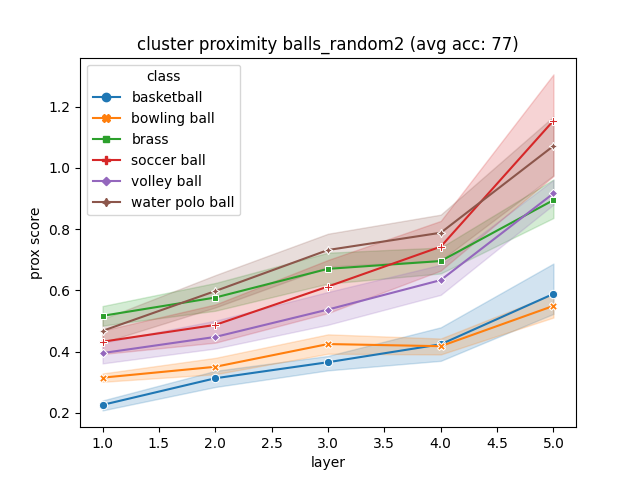 cluster proximity balls_random2 (avg acc: 77)
class
basketball
bowling ball
brass
soccer ball
volley ball
water polo ball
prox score
1.2
1.0
0.8
0.6
0.4
0.2
1.0 1.5 2.0 2.5 3.0 3.5 4.0 4.5 5.0
layer